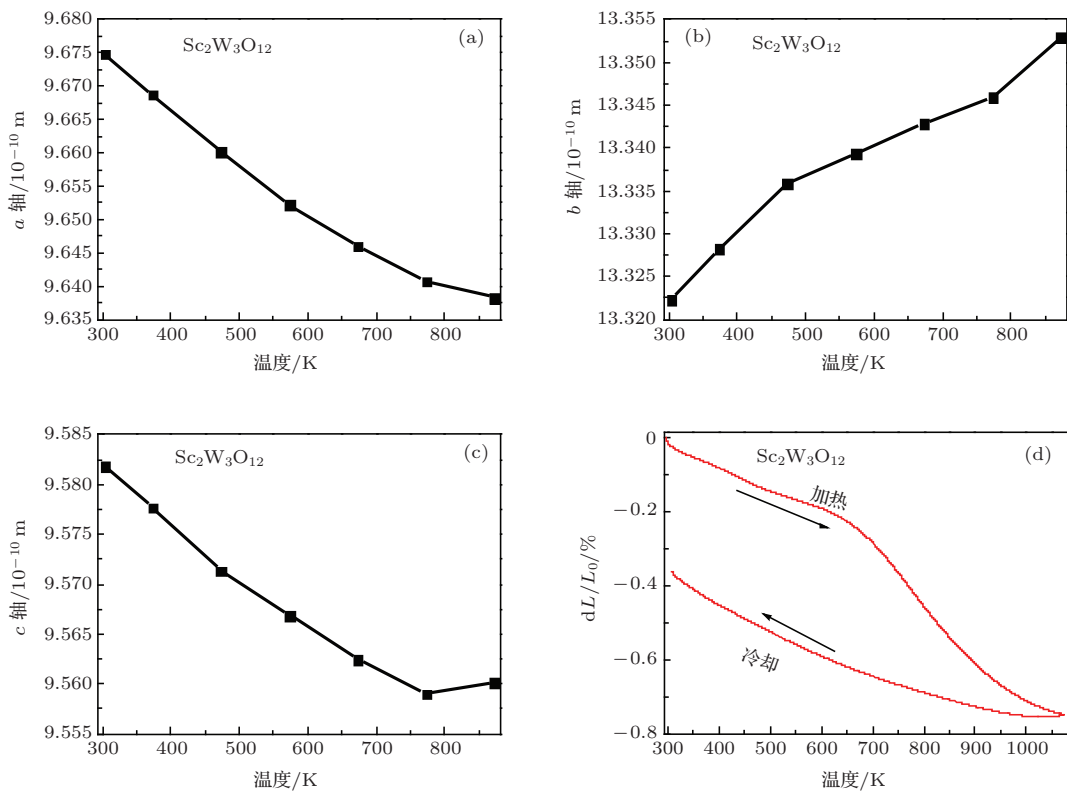 (a)
Sc₂W₃O₁₂
a 轴/10⁻¹⁰ m
9.680
9.675
9.670
9.665
9.660
9.655
9.650
9.645
9.640
9.635
300 400 500 600 700 800
温度/K
(b)
Sc₂W₃O₁₂
b 轴/10⁻¹⁰ m
13.355
13.350
13.345
13.340
13.335
13.330
13.325
13.320
300 400 500 600 700 800
温度/K
(c)
Sc₂W₃O₁₂
c 轴/10⁻¹⁰ m
9.585
9.580
9.575
9.570
9.565
9.560
9.555
300 400 500 600 700 800
温度/K
(d)
Sc₂W₃O₁₂
dL/L₀/%
0
−0.2
−0.4
−0.6
−0.8
加热
冷却
300 400 500 600 700 800 900 1000
温度/K